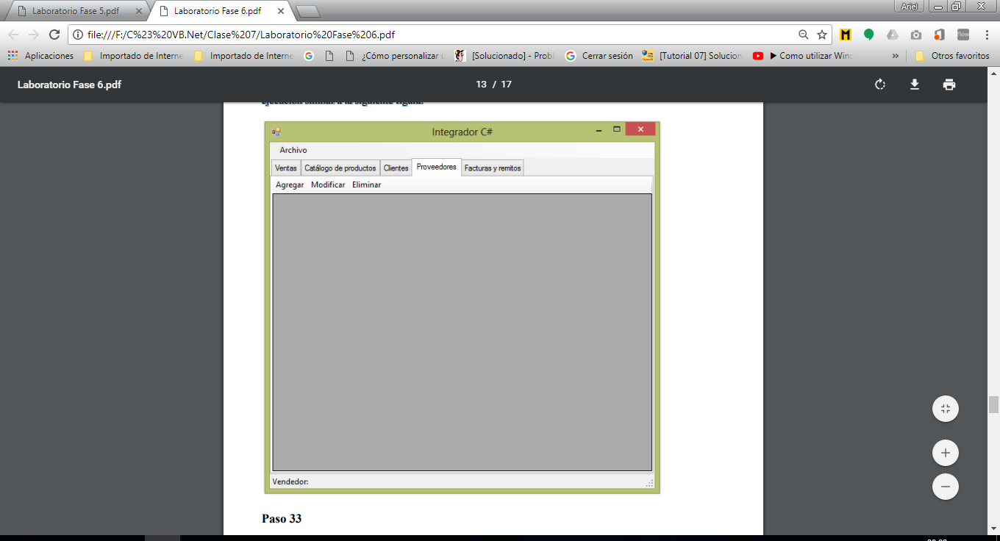 Laboratorio Fase 5.pdf
Laboratorio Fase 6.pdf
Ariel
file:///F:/C%23%20VB.Net/Clase%207/Laboratorio%20Fase%206.pdf
Aplicaciones
Importado de Interne
Importado de Interne
¿Cómo personalizar u
[Solucionado] - Probl
Cerrar sesión
[Tutorial 07] Solucion
► Como utilizar Wind
»
Otros favoritos
Laboratorio Fase 6.pdf
13 / 17
Integrador C#
Archivo
Ventas
Catálogo de productos
Clientes
Proveedores
Facturas y remitos
Agregar
Modificar
Eliminar
Vendedor:
Paso 33